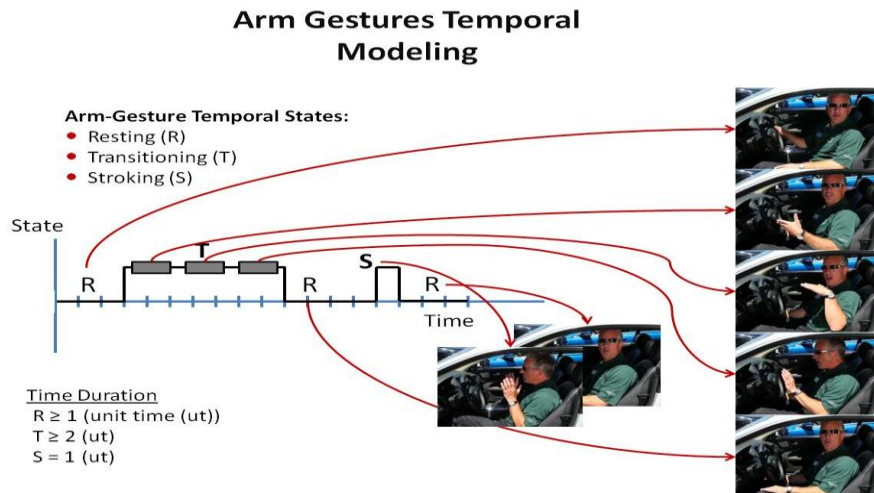 Arm Gestures Temporal
Modeling
Arm-Gesture Temporal States:
Resting (R)
Transitioning (T)
Stroking (S)
State
T
S
R
R
R
Time
Time Duration
R ≥ 1 (unit time (ut))
T ≥ 2 (ut)
S = 1 (ut)